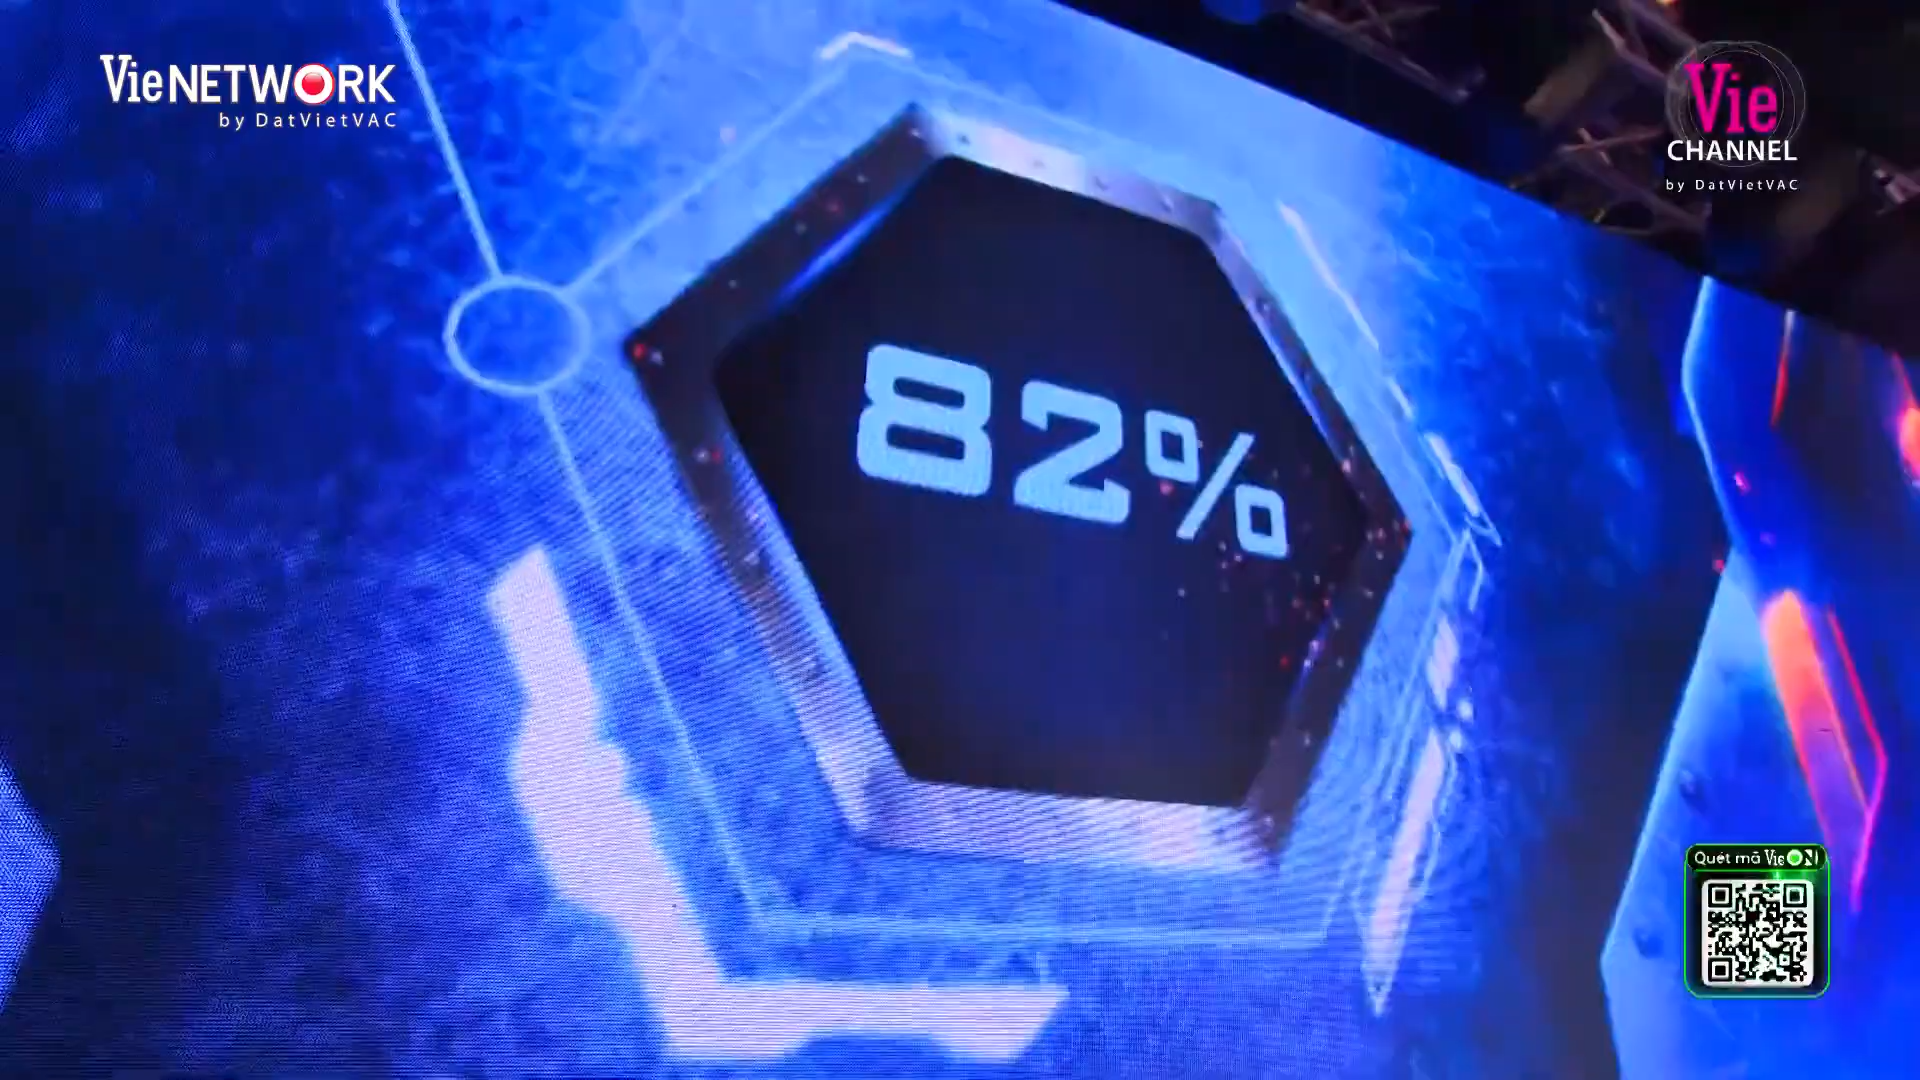 VieNETWORK
by DatVietVAC
Vie
CHANNEL
by DatVietVAC
82%
Quét mã VieON